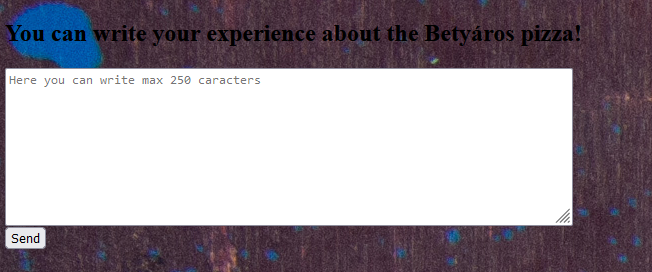 You can write your experience about the Betyáros pizza!
Here you can write max 250 caracters
Send